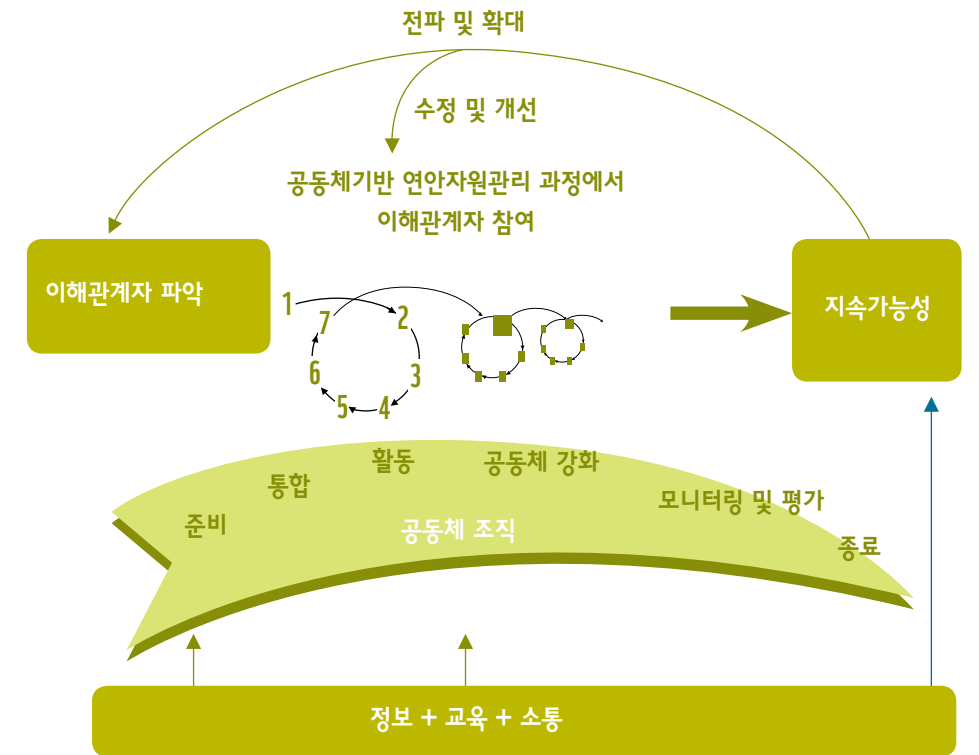 전파 및 확대
수정 및 개선
공동체기반 연안자원관리 과정에서
이해관계자 참여
이해관계자 파악
지속가능성
1
2
3
4
5
6
7
준비
통합
활동
공동체 강화
모니터링 및 평가
종료
공동체 조직
정보 + 교육 + 소통